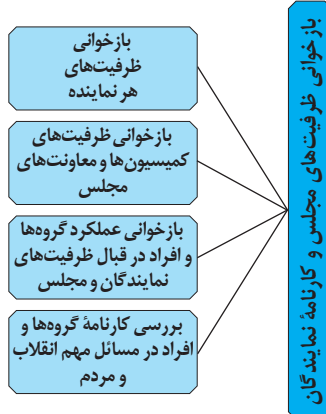 بازخوانی ظرفیت‌های مجلس و کارنامهٔ نمایندگان
بازخوانی
ظرفیت‌های
هر نماینده
بازخوانی ظرفیت‌های
کمیسیون‌ها و معاونت‌های
مجلس
بازخوانی عملکرد گروه‌ها
و افراد در قبال ظرفیت‌های
نمایندگان و مجلس
بررسی کارنامهٔ گروه‌ها و
افراد در مسائل مهم انقلاب
و مردم